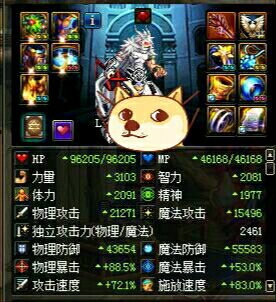 HP 96205/96205 MP 46168/46168
力量 3103 智力 2081
体力 2091 精神 1977
物理攻击 21271 魔法攻击 15496
独立攻击力(物理/魔法) 2461
物理防御 43654 魔法防御 55583
物理暴击 +88.5% 魔法暴击 +53.0%
攻击速度 +72.1% 施放速度 +83.0%